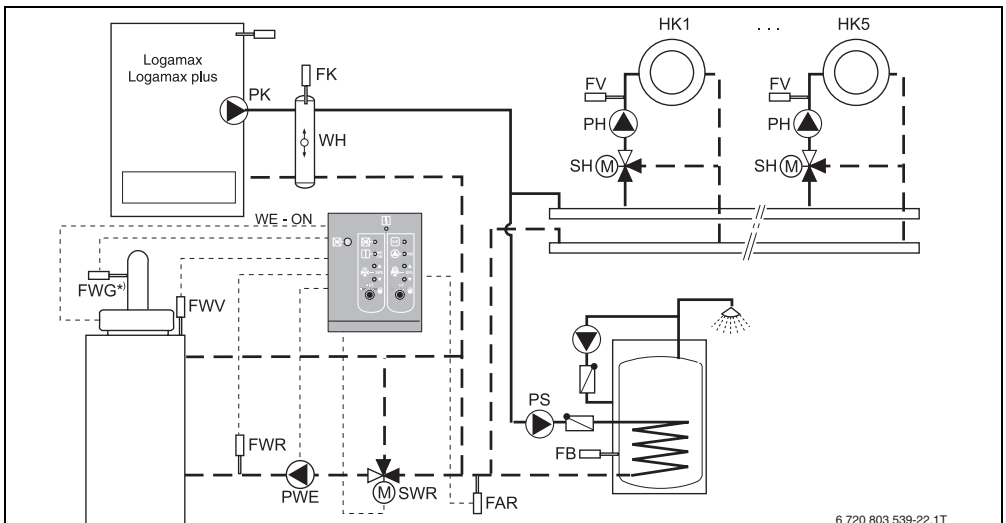 HK1
. . .
HK5
Logamax
Logamax plus
FK
PK
WH
FV
FV
PH
PH
SH
M
SH
M
WE - ON
FWG*)
FWV
PS
FB
FWR
PWE
M
SWR
FAR
6 720 803 539-22.1T